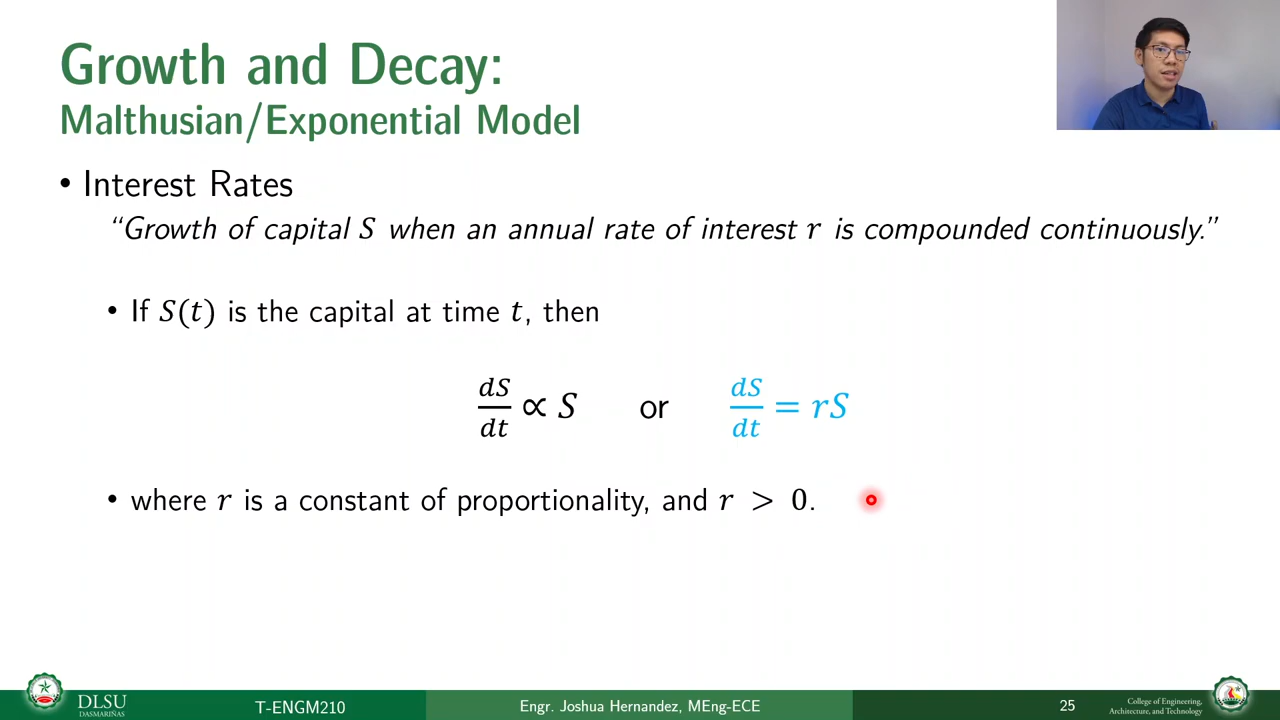 Growth and Decay:
Malthusian/Exponential Model
• Interest Rates
“Growth of capital S when an annual rate of interest r is compounded continuously.”
• If S(t) is the capital at time t, then
dS/dt ∝ S or dS/dt = rS
• where r is a constant of proportionality, and r > 0.
DLSU
DASMARIÑAS
T-ENGM210
Engr. Joshua Hernandez, MEng-ECE
25
College of Engineering,
Architecture, and Technology